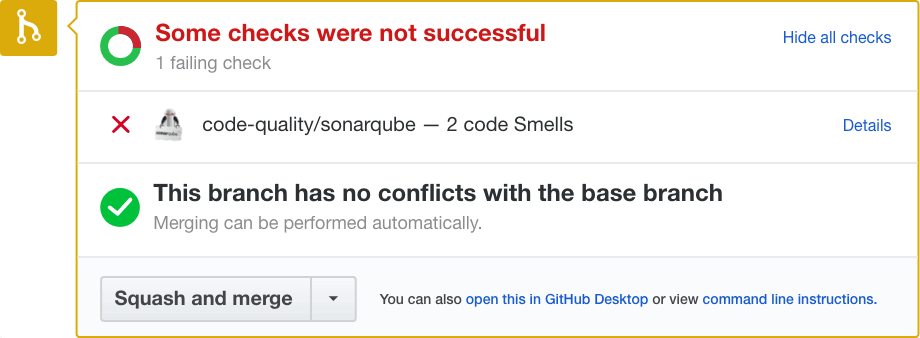 Some checks were not successful
Hide all checks
1 failing check
code-quality/sonarqube — 2 code Smells
Details
This branch has no conflicts with the base branch
Merging can be performed automatically.
Squash and merge
You can also open this in GitHub Desktop or view command line instructions.